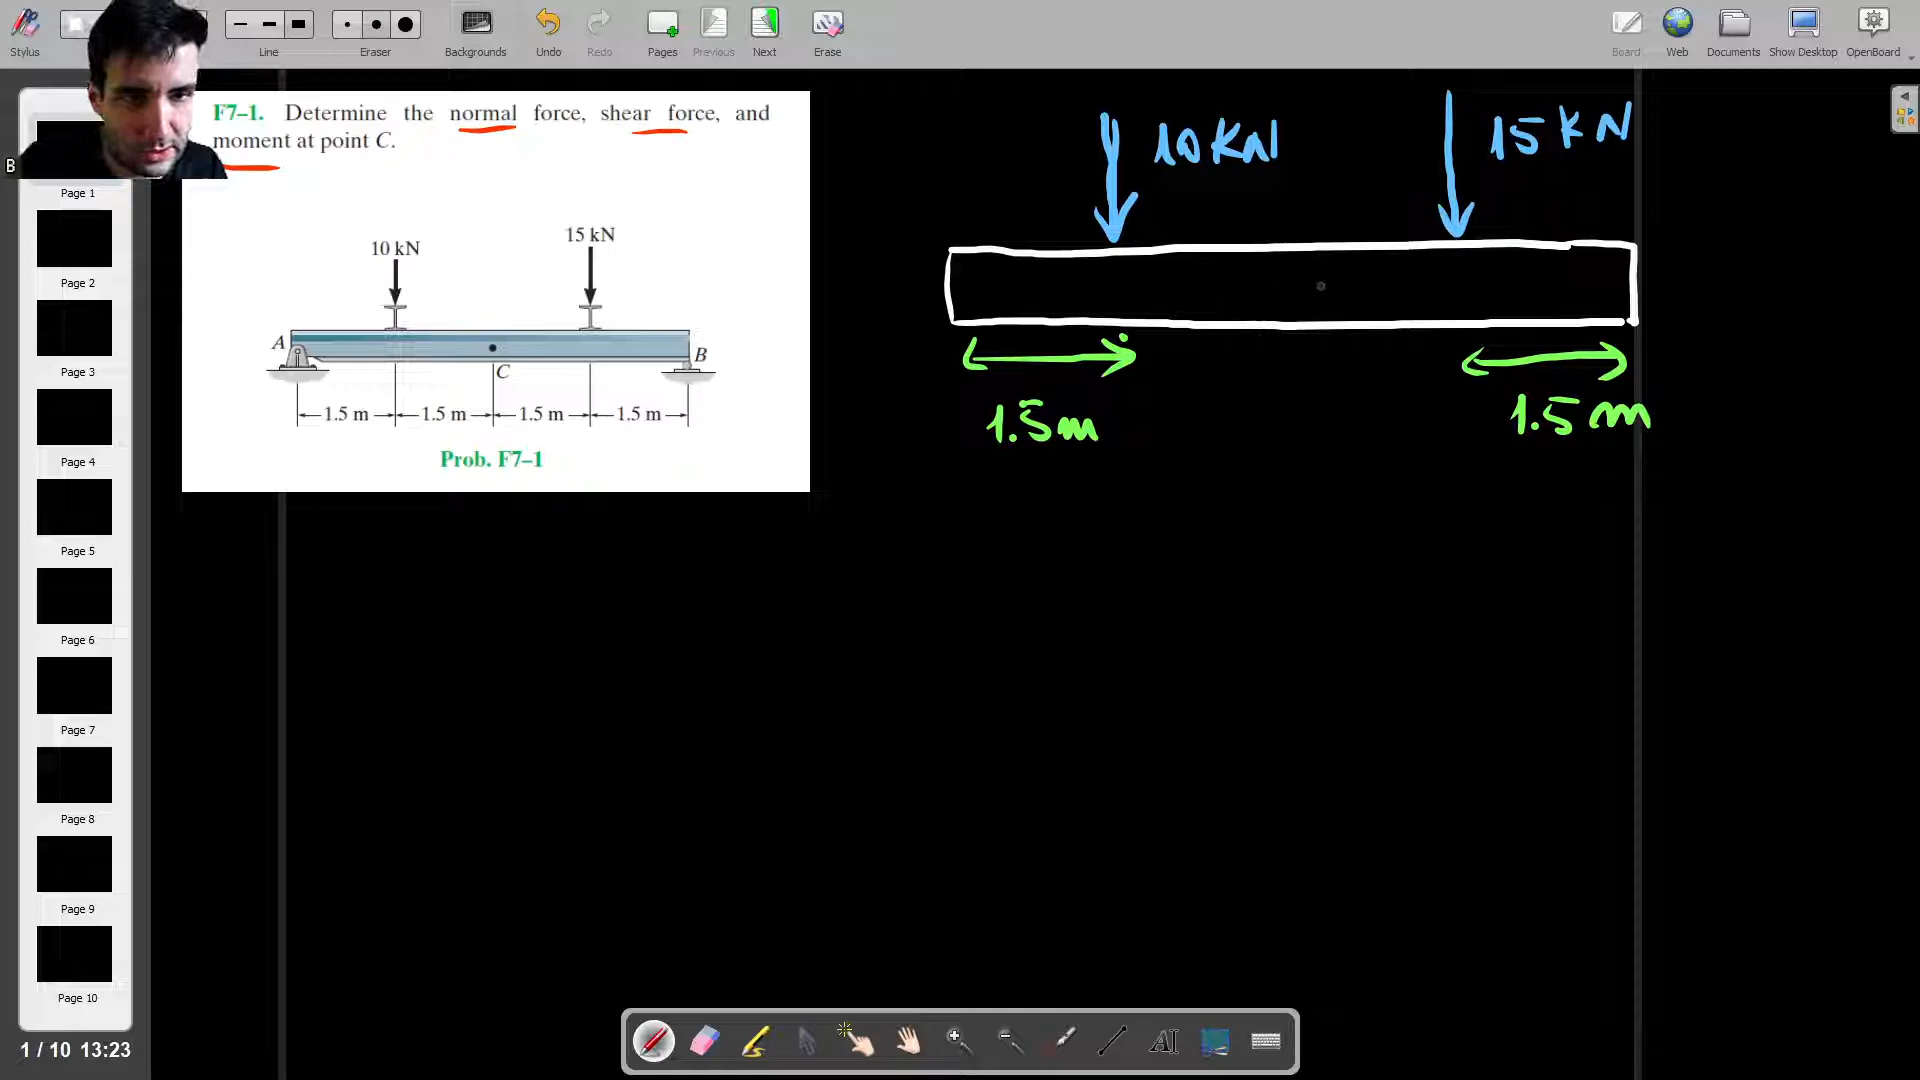 Stylus
Line
Eraser
Backgrounds
Undo
Redo
Pages
Previous
Next
Erase
Board
Web
Documents
Show Desktop
OpenBoard
B
Page 1
Page 2
Page 3
Page 4
Page 5
Page 6
Page 7
Page 8
Page 9
Page 10
1 / 10 13:23
F7–1. Determine the normal force, shear force, and
moment at point C.
10 kN
15 kN
A
B
C
1.5 m 1.5 m 1.5 m 1.5 m
Prob. F7–1
10 KN
15 KN
1.5m
1.5m
AI